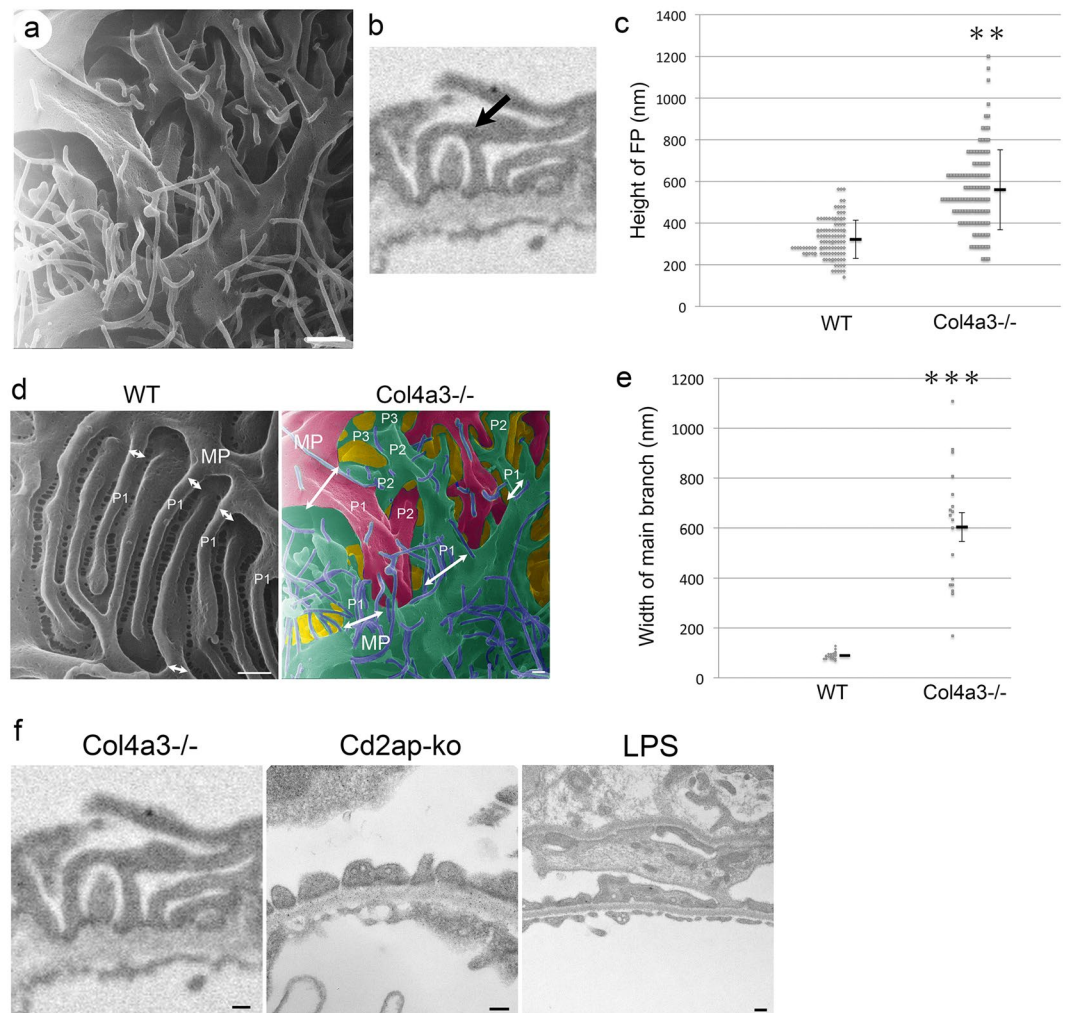 a
b
c
Height of FP (nm)
1400
1200
1000
800
600
400
200
0
**
WT
Col4a3-/-
d
WT
Col4a3-/-
MP
P1
P1
P1
P1
MP
P3
P3
P2
P2
P2
P1
P2
P1
P1
P1
MP
e
Width of main branch (nm)
1200
1000
800
600
400
200
0
***
WT
Col4a3-/-
f
Col4a3-/-
Cd2ap-ko
LPS